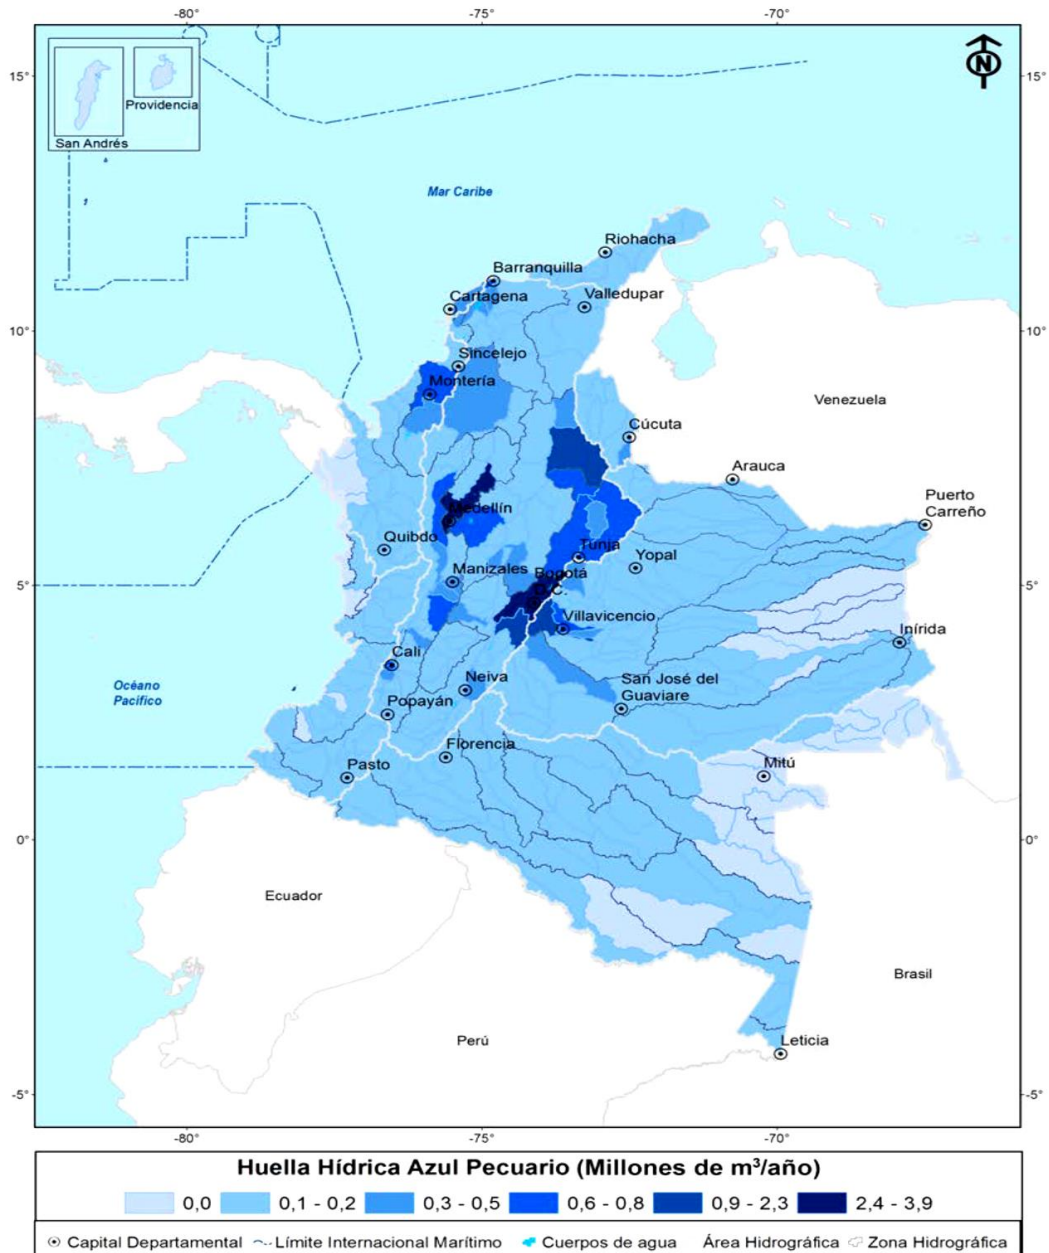 -80°
-75°
-70°
15°
15°
N
Providencia
San Andrés
Mar Caribe
Riohacha
Barranquilla
Cartagena
Valledupar
10°
10°
Sincelejo
Montería
Venezuela
Cúcuta
Arauca
Puerto
Carreño
Medellín
Quibdo
Tunja
Yopal
5°
5°
Manizales
Bogotá
D.C.
Villavicencio
Inírida
Cali
Neiva
San José del
Guaviare
Océano
Pacífico
Popayán
Florencia
Mitú
Pasto
0°
0°
Ecuador
Brasil
Perú
Leticia
-5°
-5°
-80°
-75°
-70°
Huella Hídrica Azul Pecuario (Millones de m³/año)
0,0
0,1 - 0,2
0,3 - 0,5
0,6 - 0,8
0,9 - 2,3
2,4 - 3,9
Capital Departamental
Límite Internacional Marítimo
Cuerpos de agua
Área Hidrográfica
Zona Hidrográfica